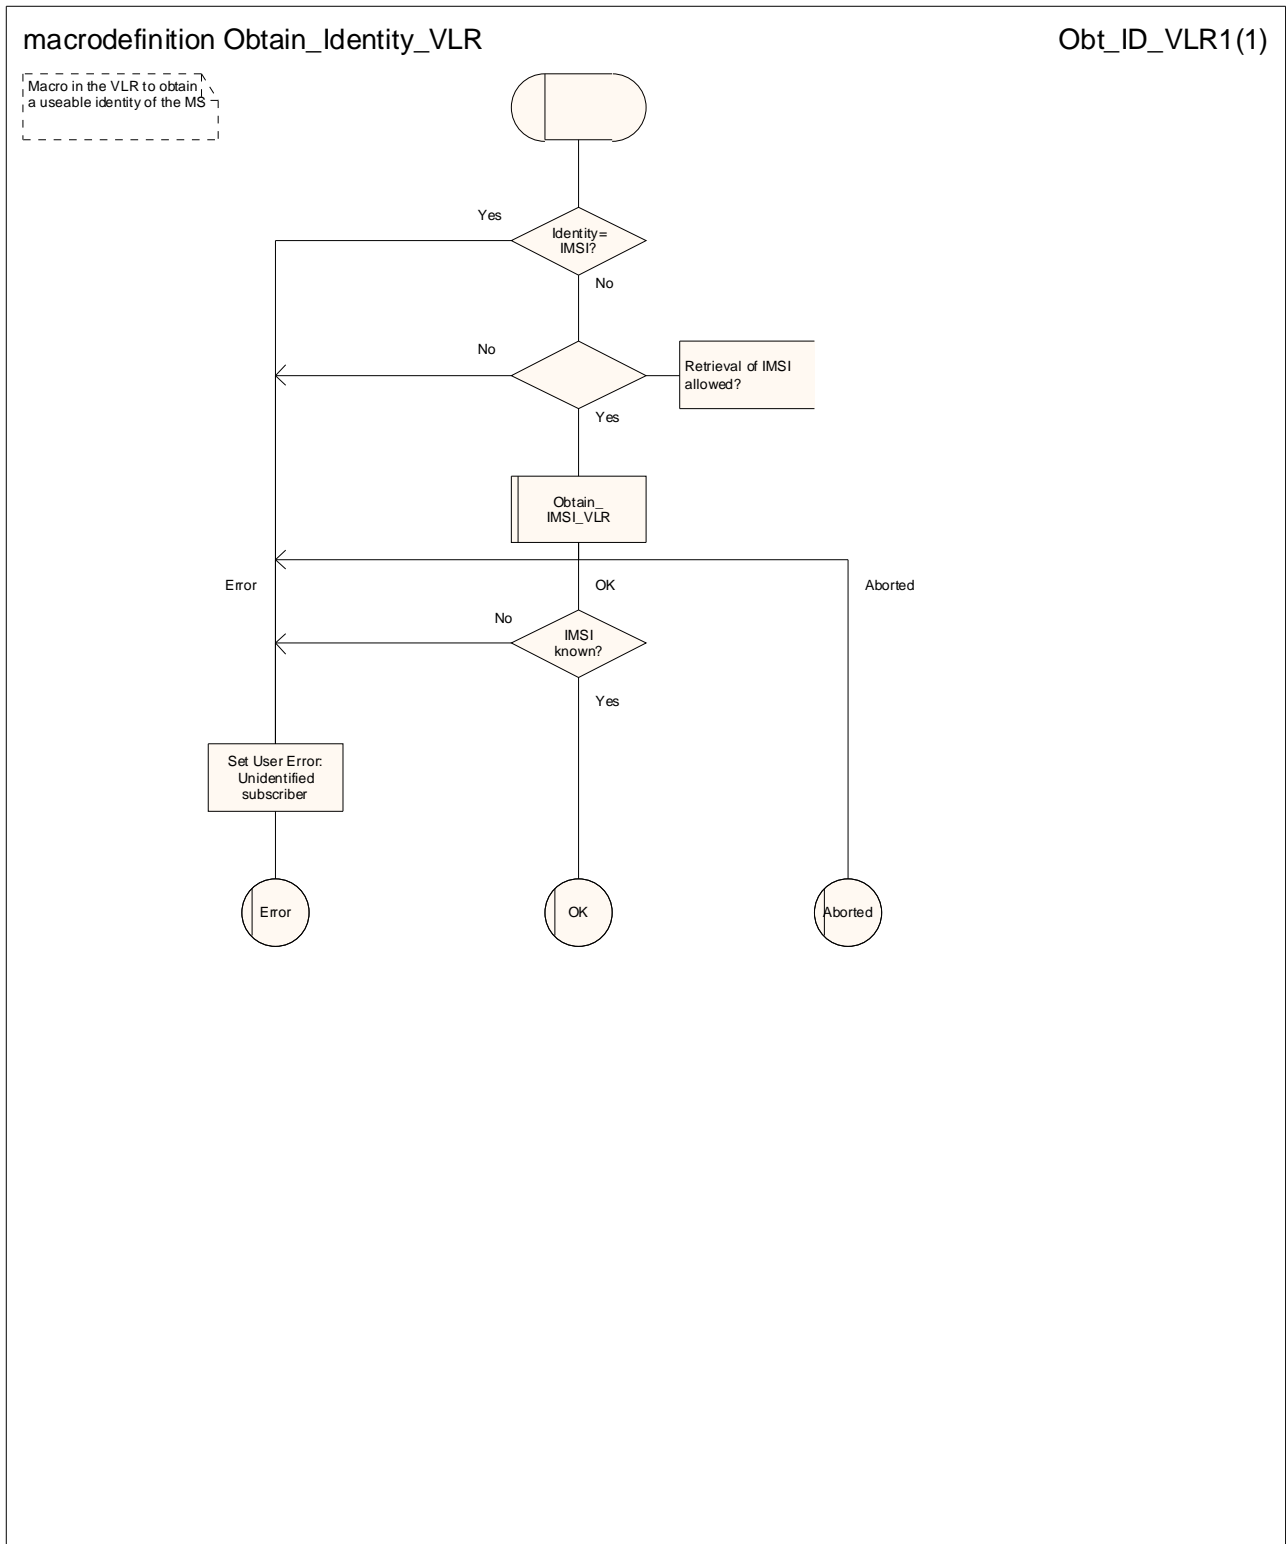 macrodefinition Obtain_Identity_VLR
Obt_ID_VLR1(1)
Macro in the VLR to obtain
a useable identity of the MS
Yes
Identity=
IMSI?
No
No
Retrieval of IMSI
allowed?
Yes
Obtain_
IMSI_VLR
Error
OK
Aborted
No
IMSI
known?
Yes
Set User Error:
Unidentified
subscriber
Error
OK
Aborted